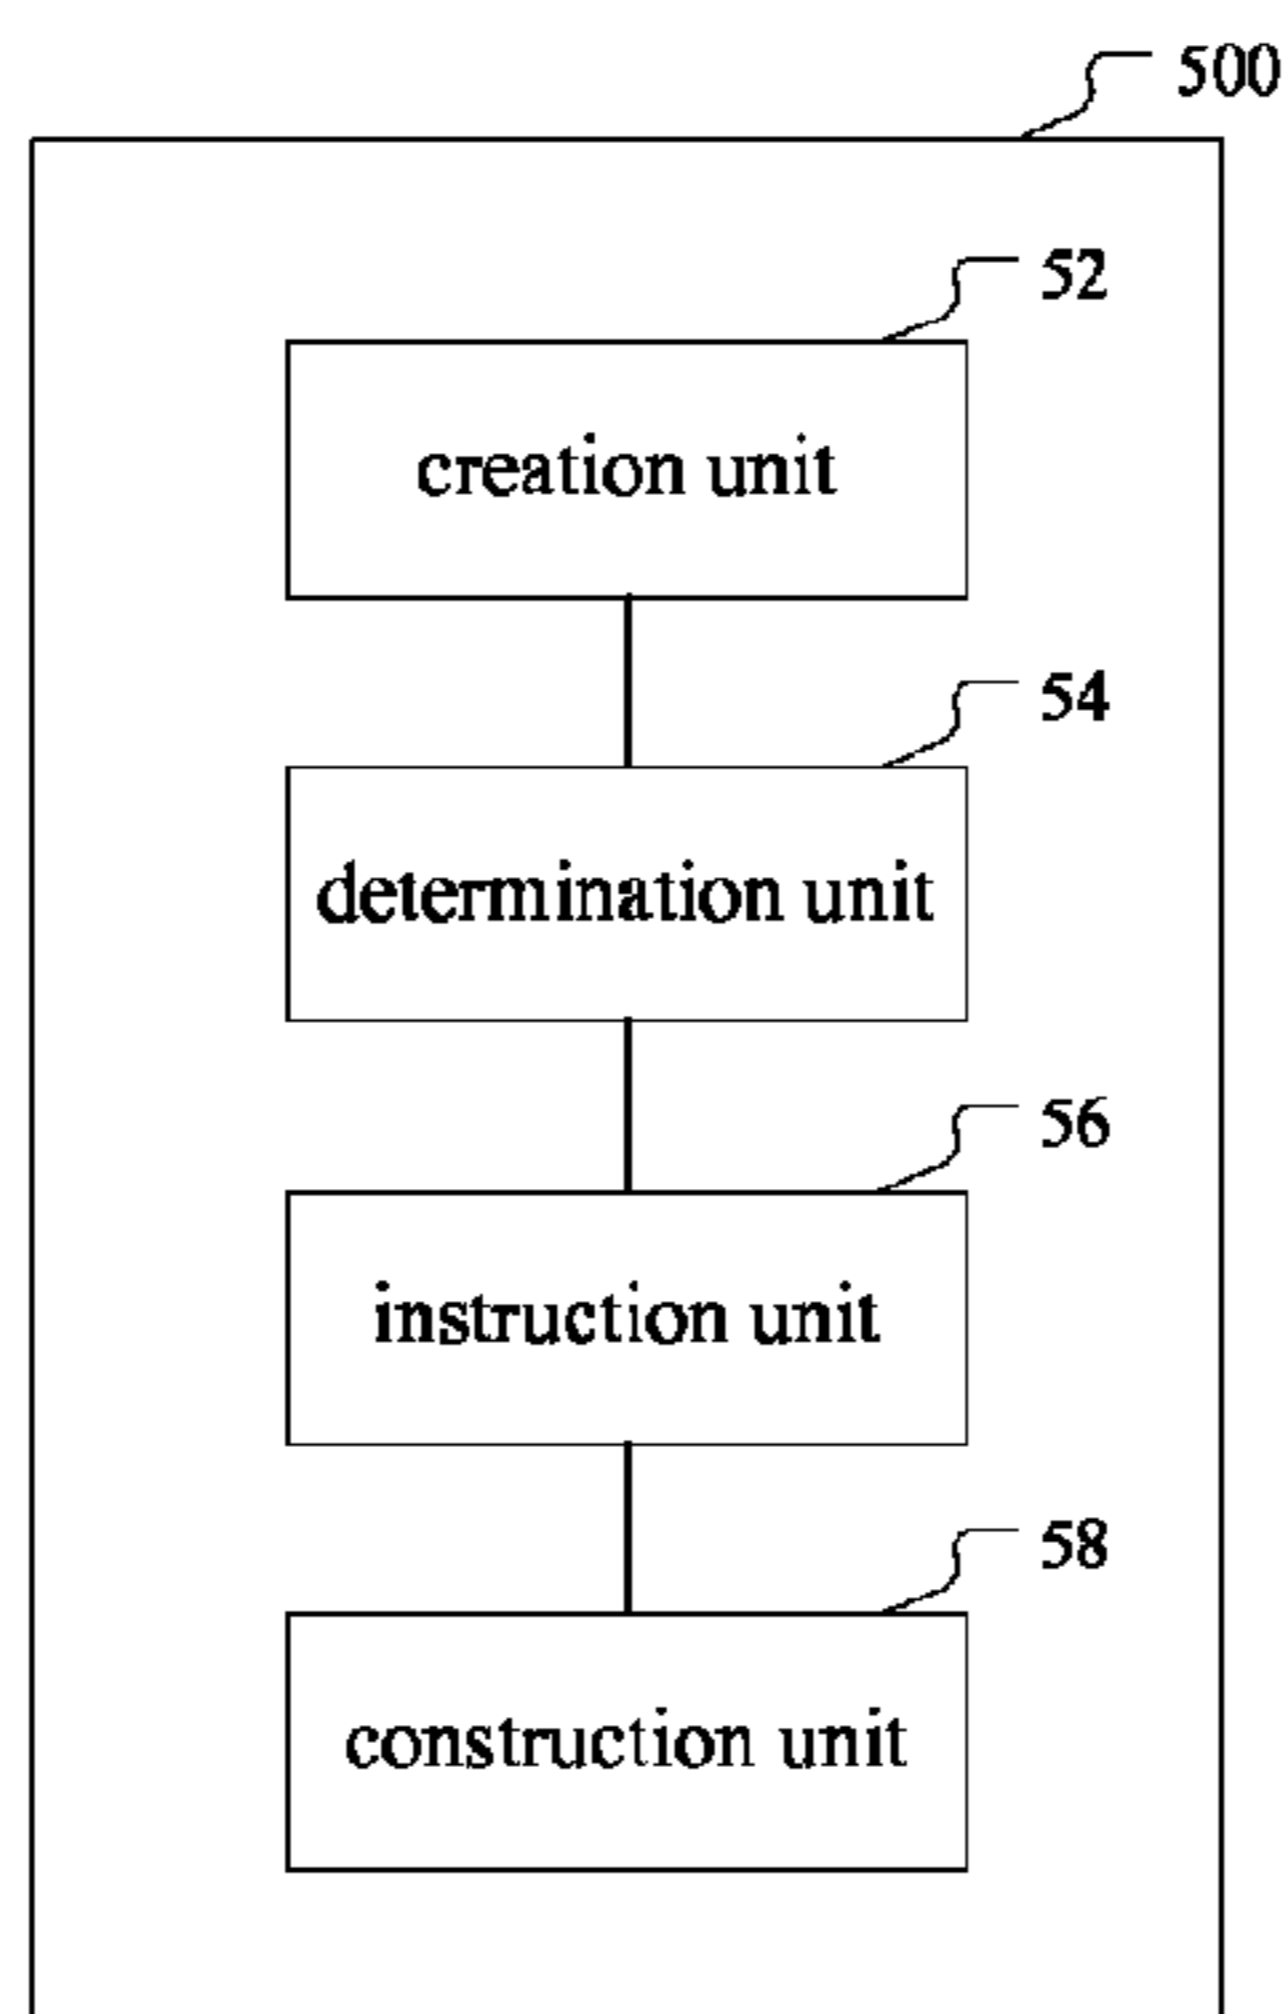 500
52
creation unit
54
determination unit
56
instruction unit
58
construction unit